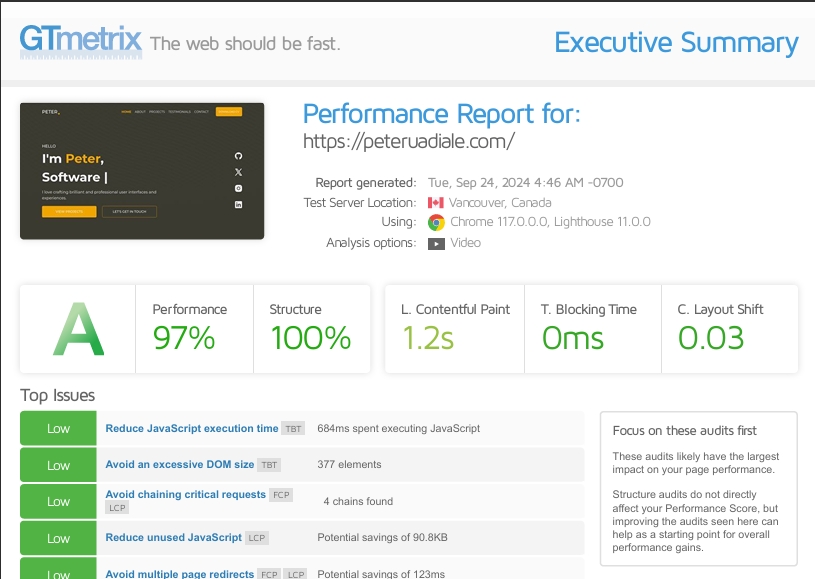 GTmetrix The web should be fast.
Executive Summary
PETER.
HOME ABOUT PROJECTS TESTIMONIALS CONTACT
HELLO
I'm Peter,
Software |
I love crafting brilliant and professional user interfaces and
experiences.
LET'S GET IN TOUCH
Performance Report for:
https://peteruadiale.com/
Report generated: Tue, Sep 24, 2024 4:46 AM -0700
Test Server Location: Vancouver, Canada
Using: Chrome 117.0.0.0, Lighthouse 11.0.0
Analysis options: Video
A
Performance
97%
Structure
100%
L. Contentful Paint
1.2s
T. Blocking Time
0ms
C. Layout Shift
0.03
Top Issues
Low Reduce JavaScript execution time TBT 684ms spent executing JavaScript
Low Avoid an excessive DOM size TBT 377 elements
Low Avoid chaining critical requests FCP LCP 4 chains found
Low Reduce unused JavaScript LCP Potential savings of 90.8KB
Low Avoid multiple page redirects FCP LCP Potential savings of 123ms
Focus on these audits first
These audits likely have the largest
impact on your page performance.
Structure audits do not directly
affect your Performance Score, but
improving the audits seen here can
help as a starting point for overall
performance gains.